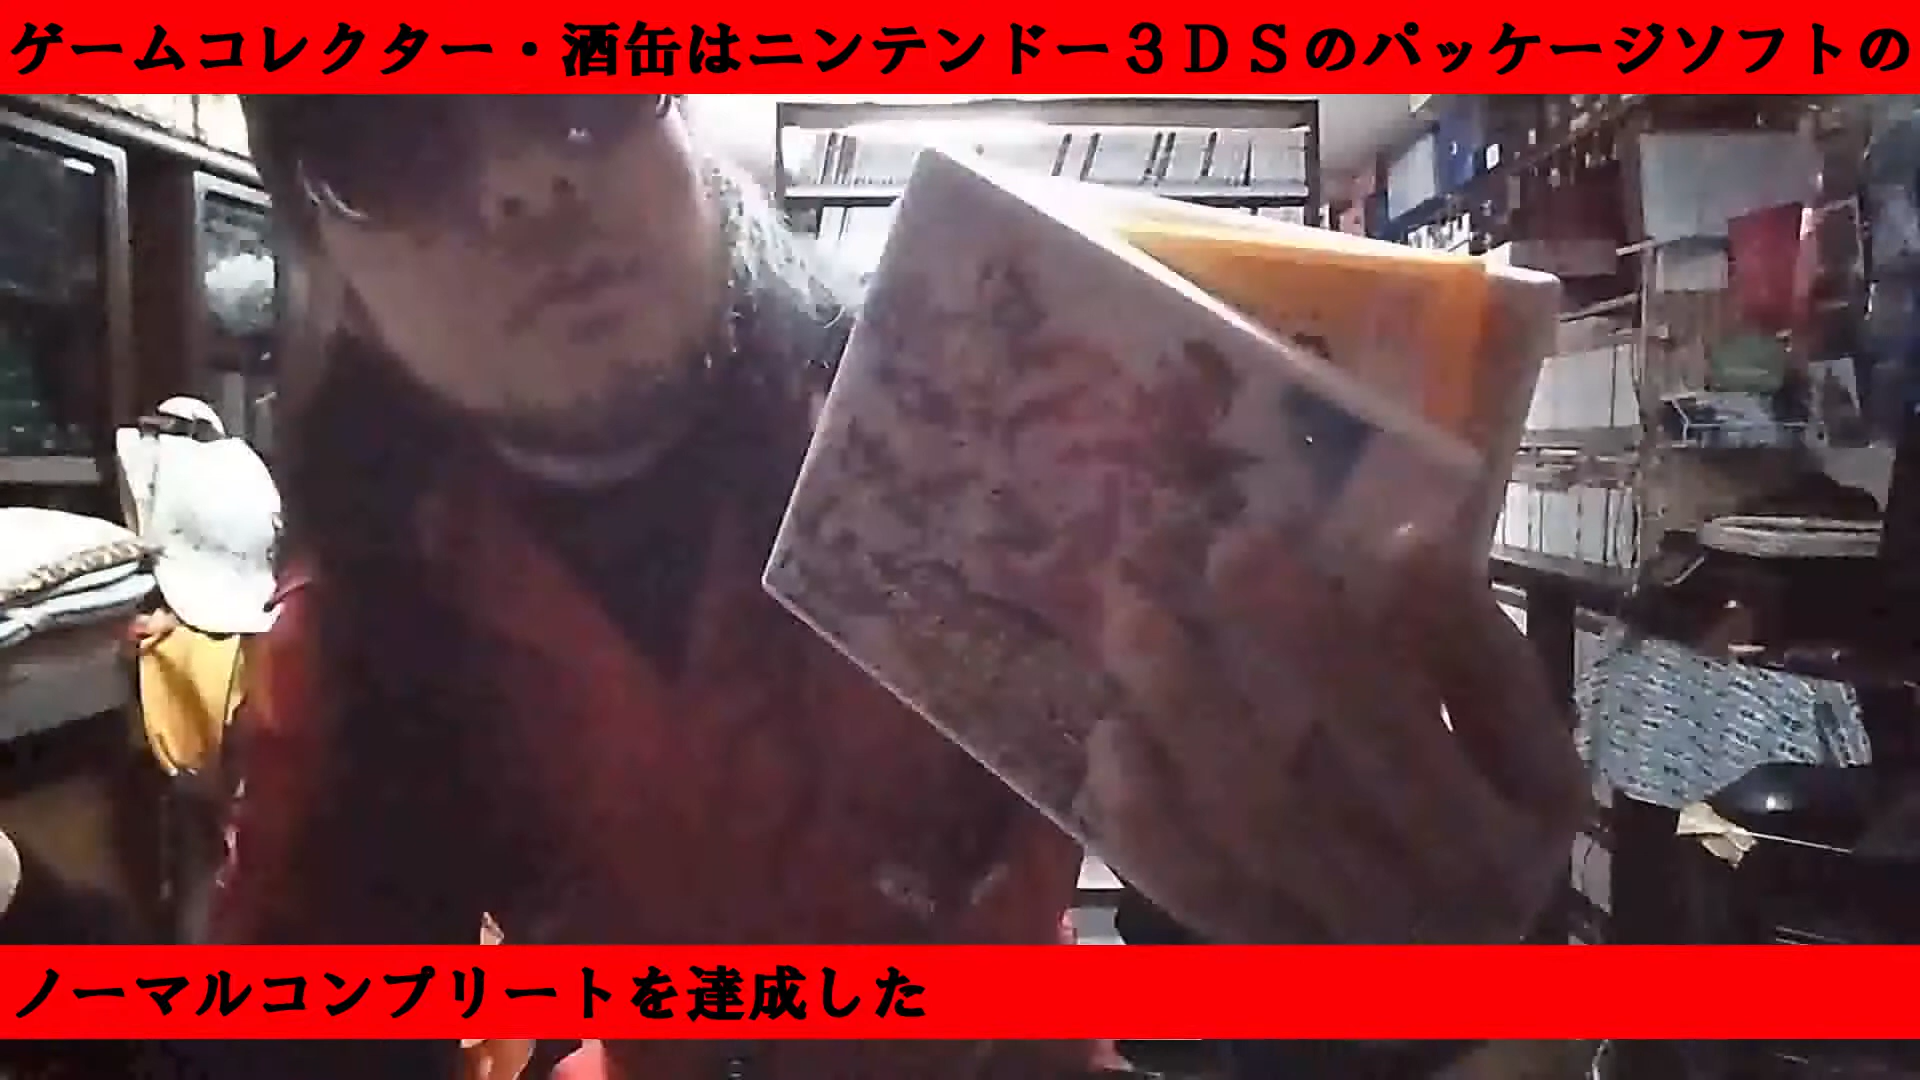 ゲームコレクター・酒缶はニンテンドー３ＤＳのパッケージソフトの
ノーマルコンプリートを達成した